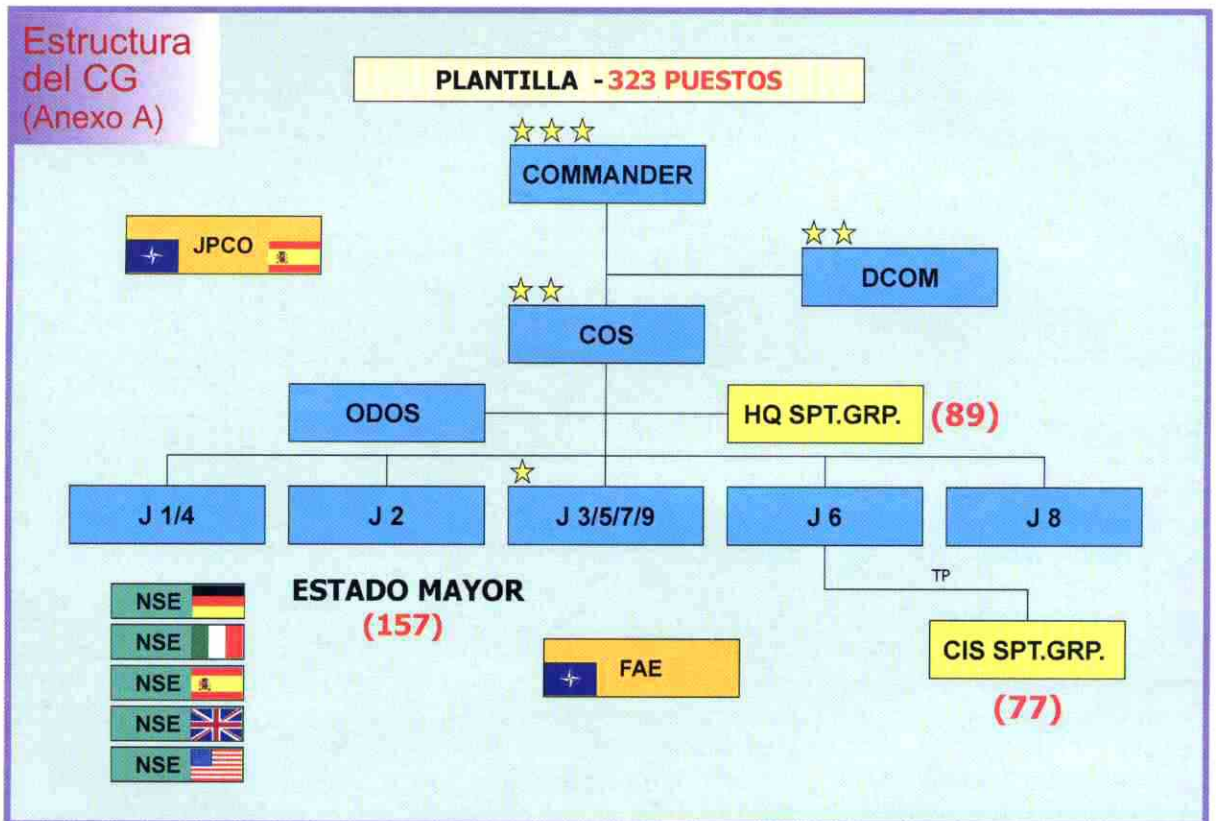 Estructura
del CG
(Anexo A)
PLANTILLA - 323 PUESTOS
COMMANDER
JPCO
DCOM
COS
ODOS
HQ SPT.GRP. (89)
J 1/4
J 2
J 3/5/7/9
J 6
J 8
TP
ESTADO MAYOR
(157)
NSE
NSE
NSE
NSE
NSE
FAE
CIS SPT.GRP.
(77)